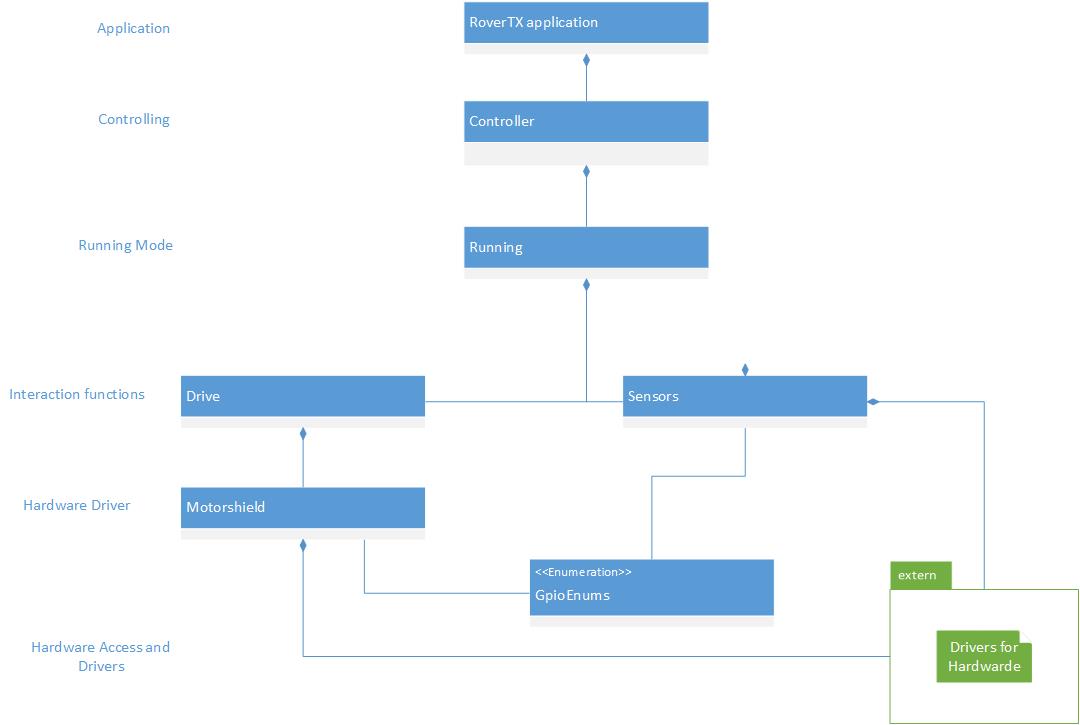 Application
RoverTX application
Controlling
Controller
Running Mode
Running
Interaction functions
Drive
Sensors
Hardware Driver
Motorshield
<<Enumeration>>
GpioEnums
extern
Hardware Access and
Drivers
Drivers for
Hardwarde